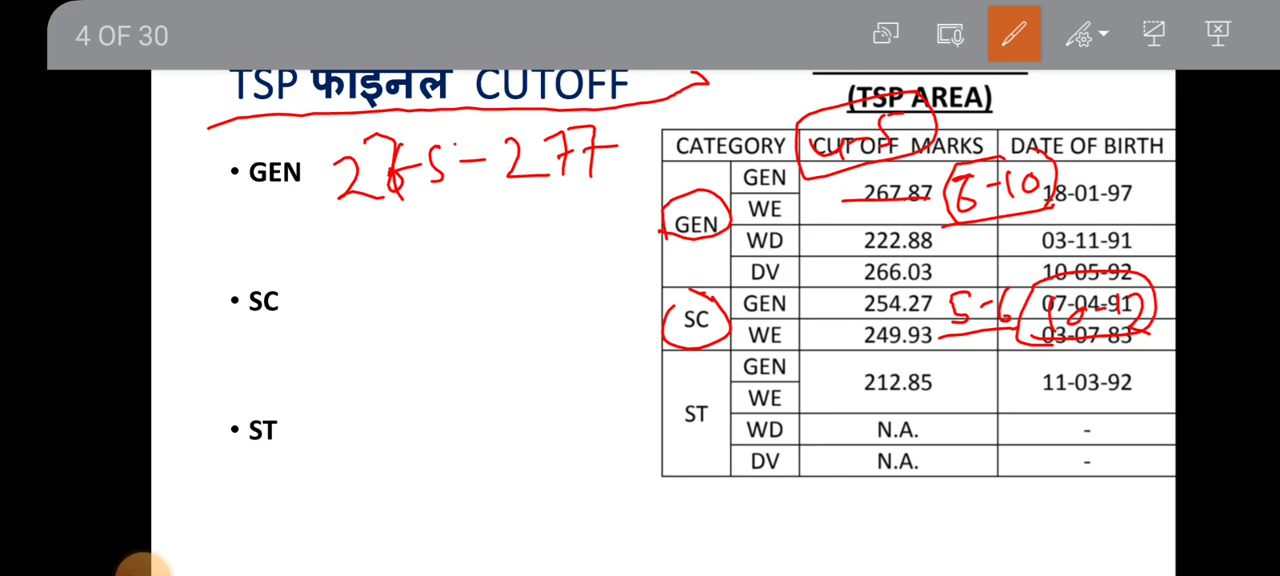 4 OF 30
TSP फाइनल CUTOFF
• GEN 275 - 277
• SC
• ST
(TSP AREA)
CATEGORY CUT OFF MARKS DATE OF BIRTH
4-5
GEN GEN 267.87 18-01-97
WE
8-10
WD 222.88 03-11-91
DV 266.03 10-05-92
SC GEN 254.27 07-04-91
5-6 10-12
WE 249.93 03-07-83
ST GEN 212.85 11-03-92
WE
WD N.A. -
DV N.A. -